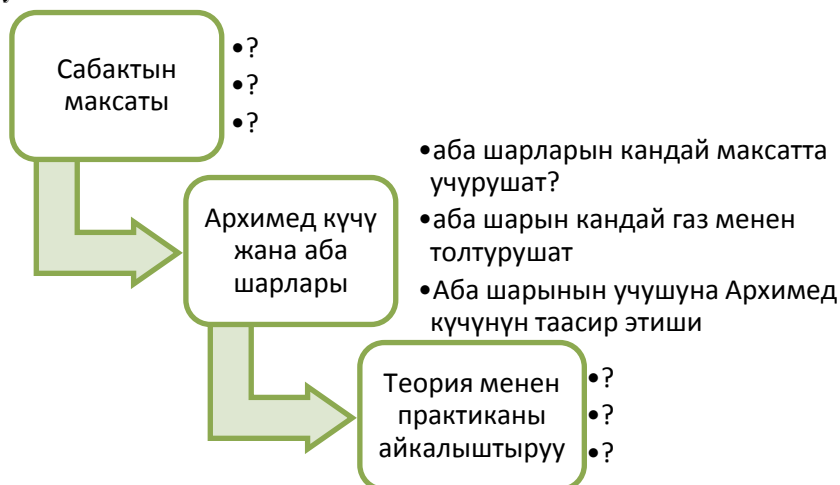 Сабактын
максаты
•?
•?
•?
Архимед күчү
жана аба
шарлары
•аба шарларын кандай максатта
учурушат?
•аба шарын кандай газ менен
толтурушат
•Аба шарынын учушуна Архимед
күчүнүн таасир этиши
Теория менен
практиканы
айкалыштыруу
•?
•?
•?